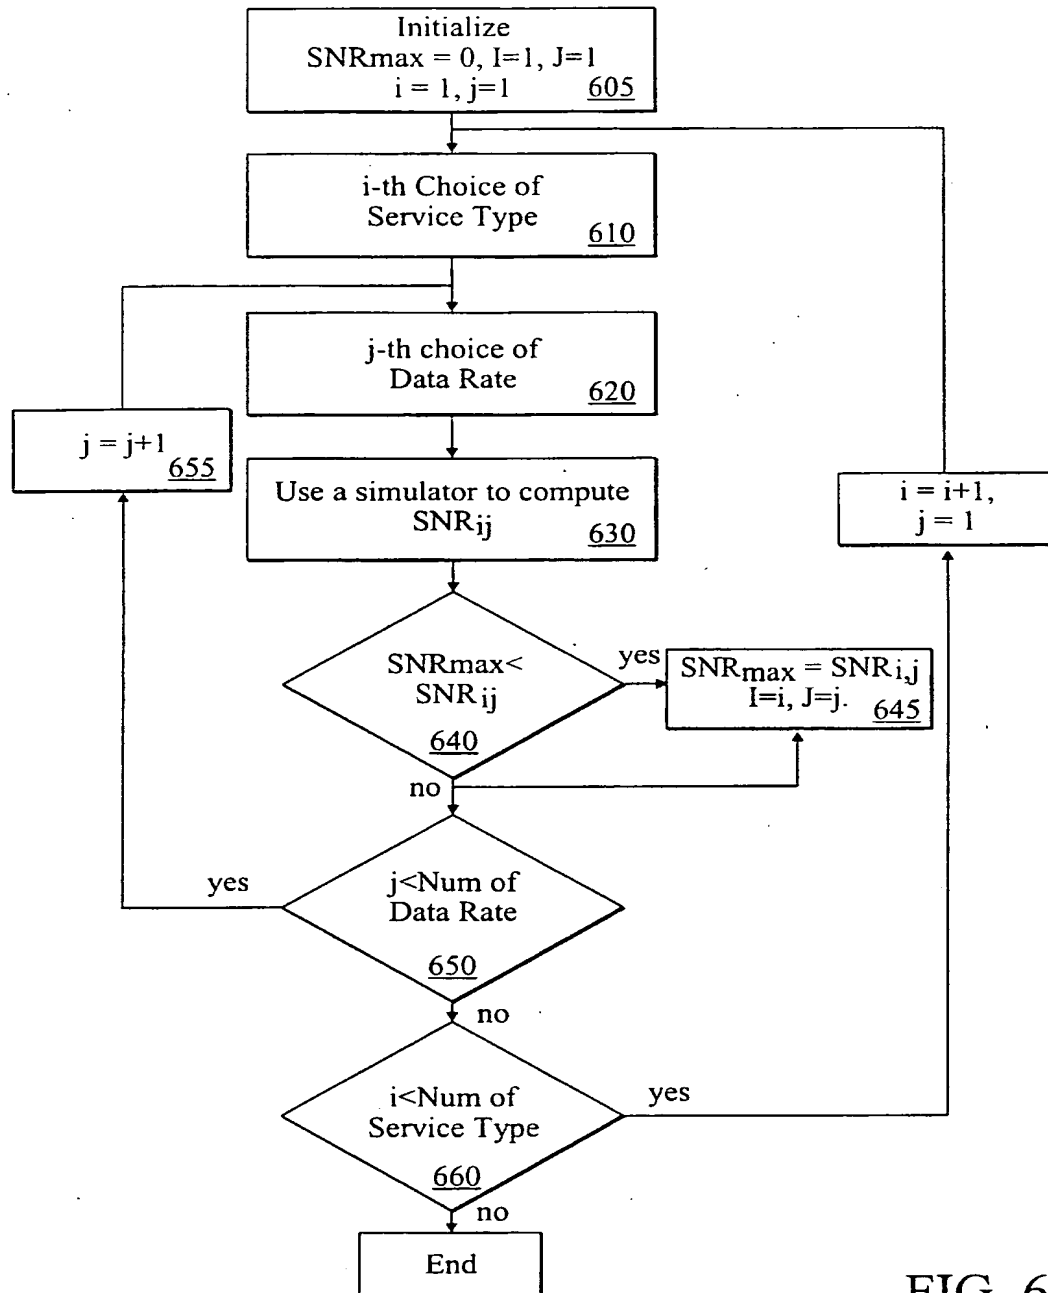 Initialize
SNRmax = 0, I=1, J=1
i = 1, j=1 605
i-th Choice of
Service Type
610
j-th choice of
Data Rate
620
j = j+1
655
Use a simulator to compute
SNRij
630
i = i+1,
j = 1
SNRmax<
SNRij
640
yes
SNRmax = SNRi,j
I=i, J=j.
645
no
j<Num of
Data Rate
650
yes
no
i<Num of
Service Type
660
yes
no
End
FIG. 6